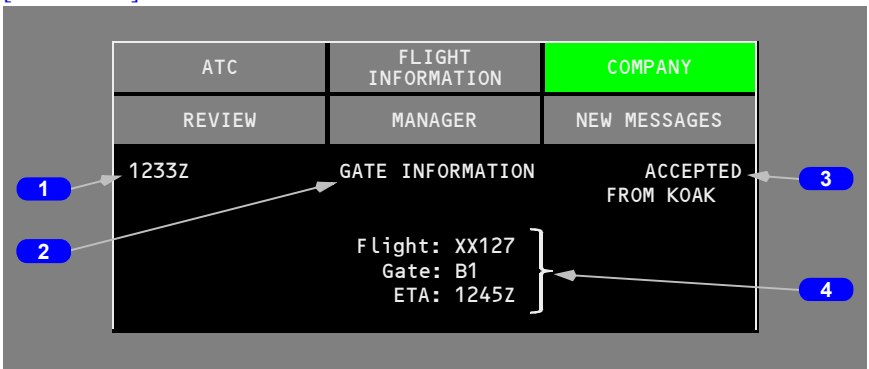 ATC
FLIGHT
INFORMATION
COMPANY
REVIEW
MANAGER
NEW MESSAGES
1233Z
GATE INFORMATION
ACCEPTED
FROM KOAK
1
2
3
Flight: XX127
Gate: B1
ETA: 1245Z
4